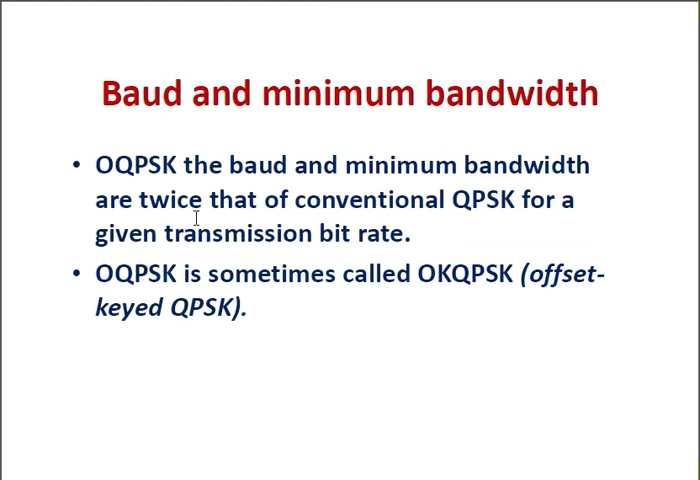 Baud and minimum bandwidth
• OQPSK the baud and minimum bandwidth
are twice that of conventional QPSK for a
given transmission bit rate.
• OQPSK is sometimes called OKQPSK (offset-
keyed QPSK).